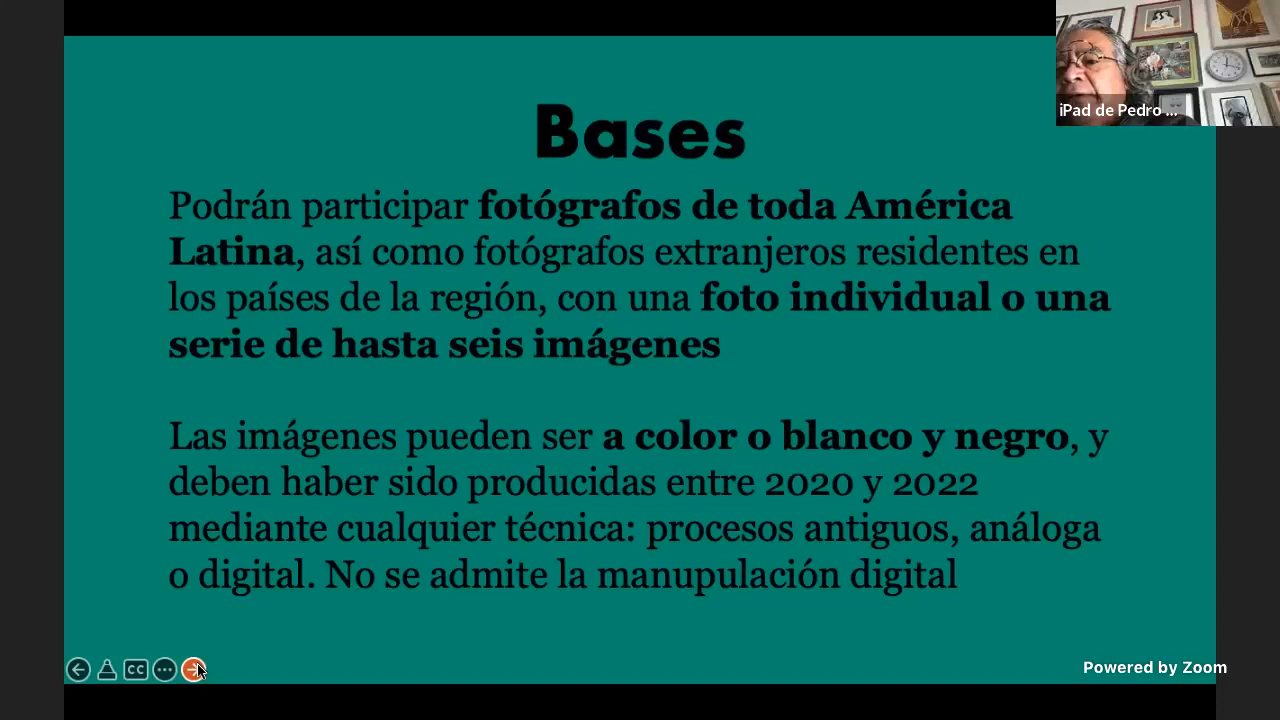 Bases
Podrán participar fotógrafos de toda América
Latina, así como fotógrafos extranjeros residentes en
los países de la región, con una foto individual o una
serie de hasta seis imágenes
Las imágenes pueden ser a color o blanco y negro, y
deben haber sido producidas entre 2020 y 2022
mediante cualquier técnica: procesos antiguos, análoga
o digital. No se admite la manupulación digital
iPad de Pedro ...
CC
Powered by Zoom